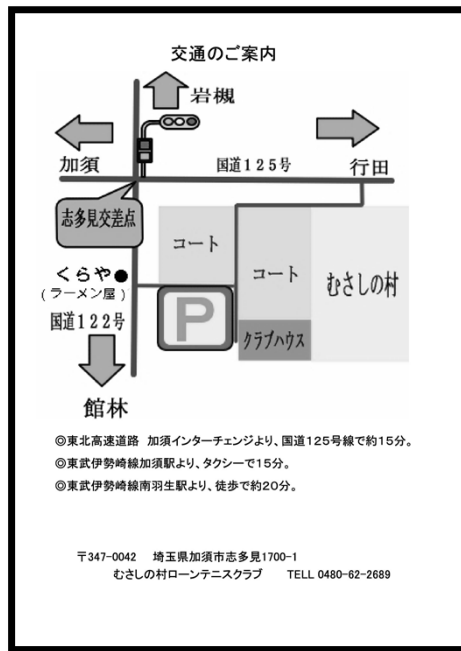 交通のご案内
岩槻
加須
国道125号
行田
志多見交差点
コート
コート
むさしの村
くらや●
(ラーメン屋)
P
国道122号
クラブハウス
館林
◎東北高速道路 加須インターチェンジより、国道125号線で約15分。
◎東武伊勢崎線加須駅より、タクシーで15分。
◎東武伊勢崎線南羽生駅より、徒歩で約20分。
〒347-0042 埼玉県加須市志多見1700-1
むさしの村ローンテニスクラブ TELL 0480-62-2689